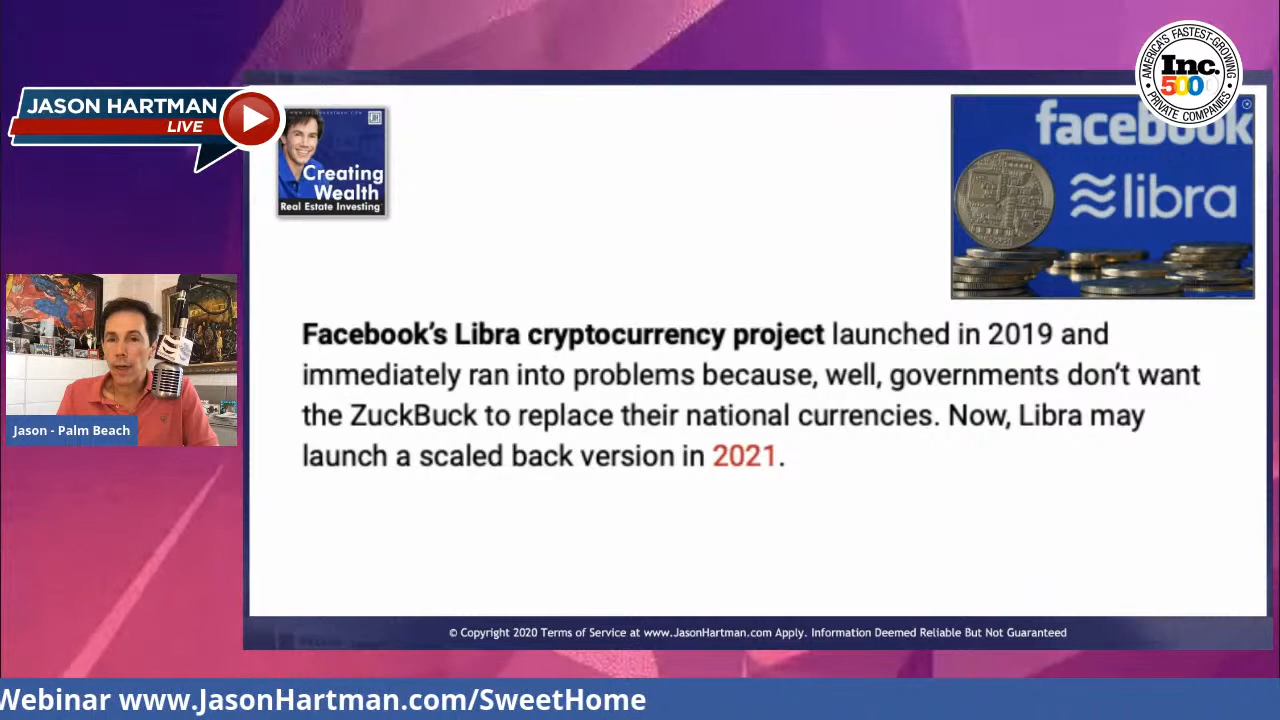 AMERICA'S FASTEST-GROWING
Inc.
500
PRIVATE COMPANIES
JASON HARTMAN
LIVE
Creating
Wealth
Real Estate Investing
facebook
libra
Facebook's Libra cryptocurrency project launched in 2019 and
immediately ran into problems because, well, governments don't want
the ZuckBuck to replace their national currencies. Now, Libra may
launch a scaled back version in 2021.
Jason - Palm Beach
© Copyright 2020 Terms of Service at www.JasonHartman.com Apply. Information Deemed Reliable But Not Guaranteed
Webinar www.JasonHartman.com/SweetHome